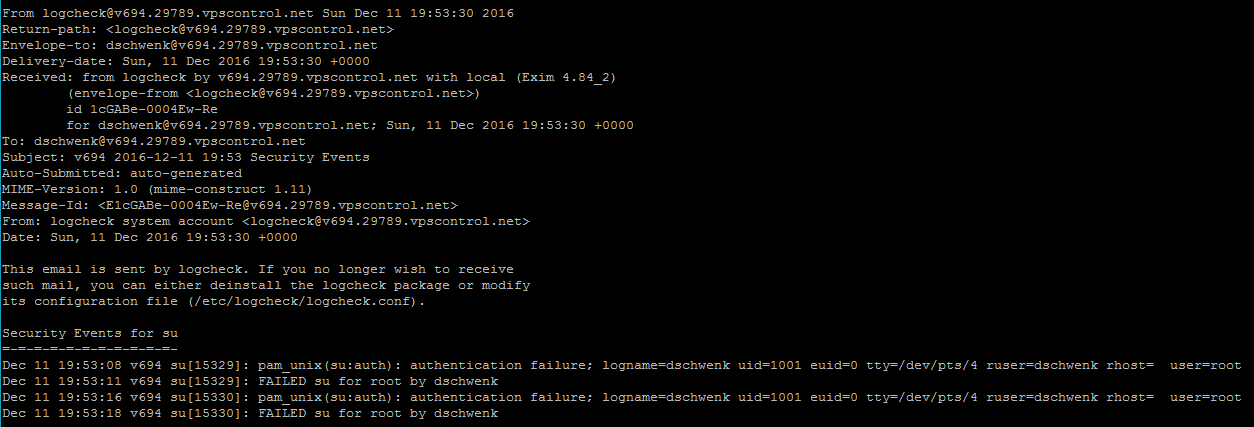 From logcheck@v694.29789.vpscontrol.net Sun Dec 11 19:53:30 2016
Return-path: <logcheck@v694.29789.vpscontrol.net>
Envelope-to: dschwenk@v694.29789.vpscontrol.net
Delivery-date: Sun, 11 Dec 2016 19:53:30 +0000
Received: from logcheck by v694.29789.vpscontrol.net with local (Exim 4.84_2)
        (envelope-from <logcheck@v694.29789.vpscontrol.net>)
        id 1cGABe-0004Ew-Re
        for dschwenk@v694.29789.vpscontrol.net; Sun, 11 Dec 2016 19:53:30 +0000
To: dschwenk@v694.29789.vpscontrol.net
Subject: v694 2016-12-11 19:53 Security Events
Auto-Submitted: auto-generated
MIME-Version: 1.0 (mime-construct 1.11)
Message-Id: <E1cGABe-0004Ew-Re@v694.29789.vpscontrol.net>
From: logcheck system account <logcheck@v694.29789.vpscontrol.net>
Date: Sun, 11 Dec 2016 19:53:30 +0000

This email is sent by logcheck. If you no longer wish to receive
such mail, you can either deinstall the logcheck package or modify
its configuration file (/etc/logcheck/logcheck.conf).

Security Events for su
=-=-=-=-=-=-=-=-=-=-=-
Dec 11 19:53:08 v694 su[15329]: pam_unix(su:auth): authentication failure; logname=dschwenk uid=1001 euid=0 tty=/dev/pts/4 ruser=dschwenk rhost=  user=root
Dec 11 19:53:11 v694 su[15329]: FAILED su for root by dschwenk
Dec 11 19:53:16 v694 su[15330]: pam_unix(su:auth): authentication failure; logname=dschwenk uid=1001 euid=0 tty=/dev/pts/4 ruser=dschwenk rhost=  user=root
Dec 11 19:53:18 v694 su[15330]: FAILED su for root by dschwenk